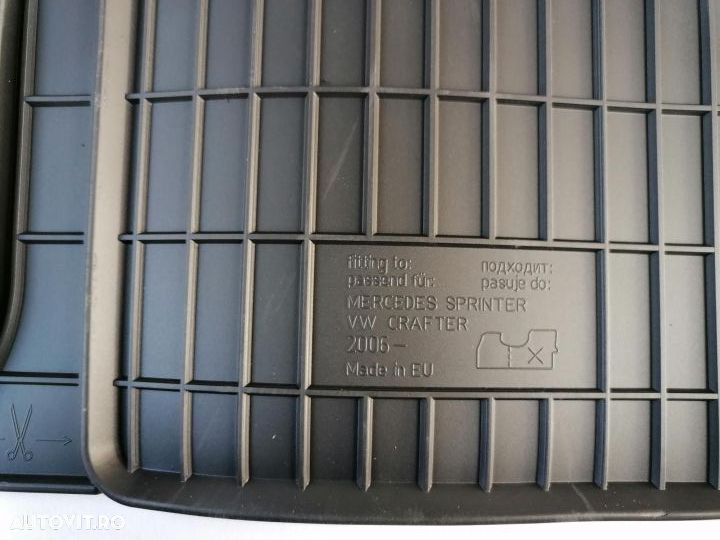 fitting to:
passend für:
подходит:
pasuje do:
MERCEDES SPRINTER
VW CRAFTER
2006-
Made in EU
AUTOVIT.RO